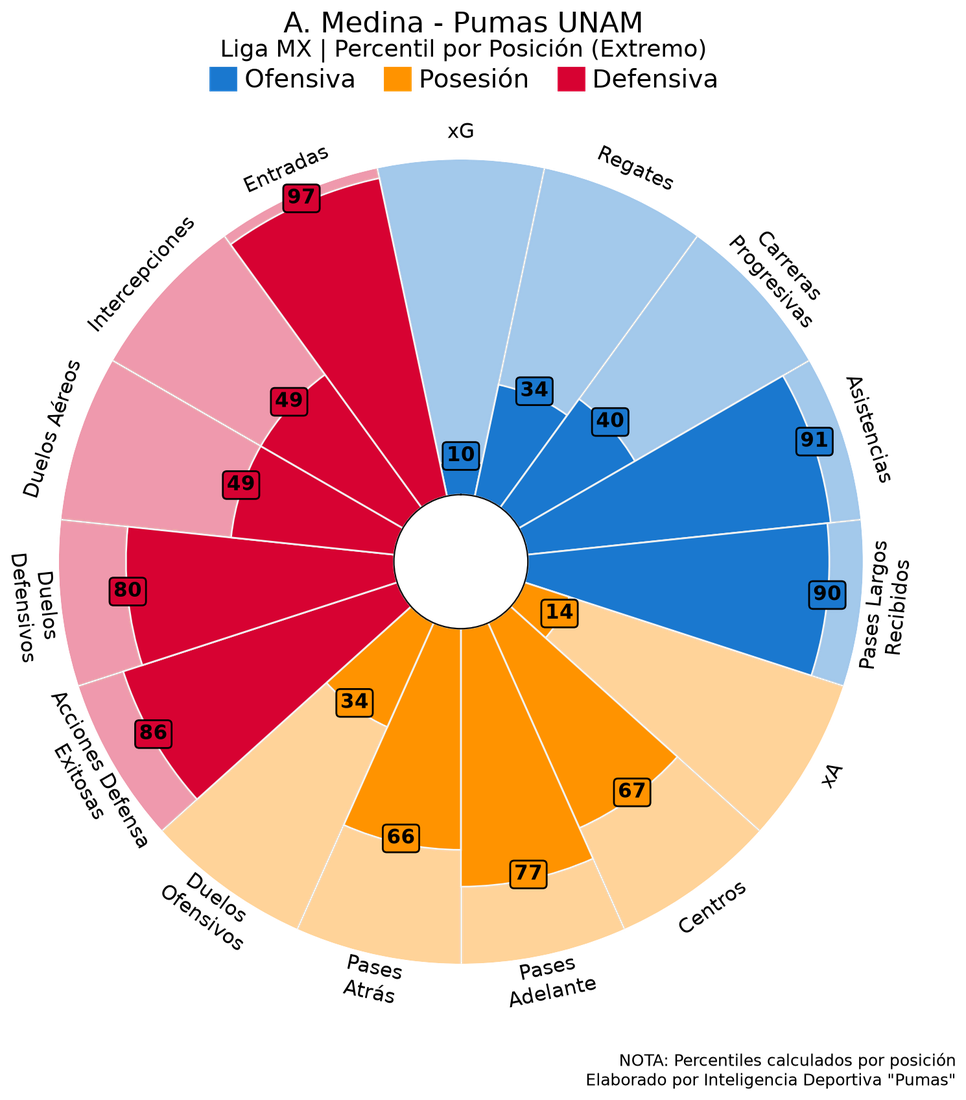 A. Medina - Pumas UNAM
Liga MX | Percentil por Posición (Extremo)
Ofensiva Posesión Defensiva
xG
10
Regates
34
Carreras
Progresivas
40
Asistencias
91
Pases Largos
Recibidos
90
xA
14
Centros
67
Pases
Adelante
77
Pases
Atrás
66
Duelos
Ofensivos
34
Acciones Defensa
Exitosas
86
Duelos
Defensivos
80
Duelos Aéreos
49
Intercepciones
49
Entradas
97
NOTA: Percentiles calculados por posición
Elaborado por Inteligencia Deportiva "Pumas"